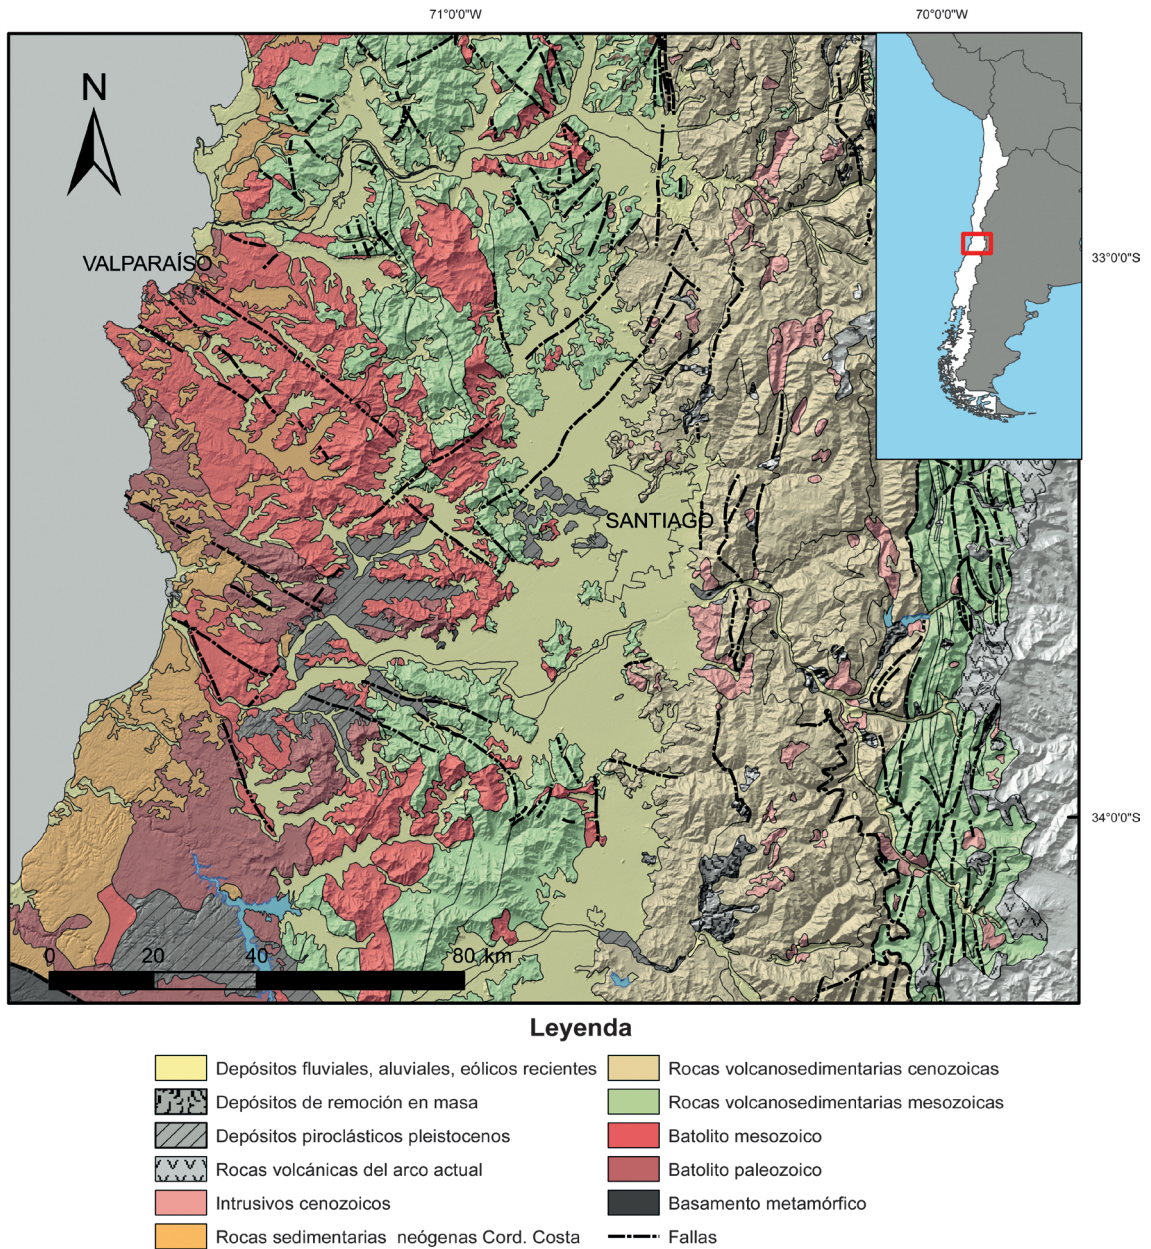 71°0'0"W
70°0'0"W
N
VALPARAÍSO
33°0'0"S
SANTIAGO
34°0'0"S
0 20 40 80 km
Leyenda
Depósitos fluviales, aluviales, eólicos recientes
Depósitos de remoción en masa
Depósitos piroclásticos pleistocenos
Rocas volcánicas del arco actual
Intrusivos cenozoicos
Rocas sedimentarias neógenas Cord. Costa
Rocas volcanosedimentarias cenozoicas
Rocas volcanosedimentarias mesozoicas
Batolito mesozoico
Batolito paleozoico
Basamento metamórfico
Fallas